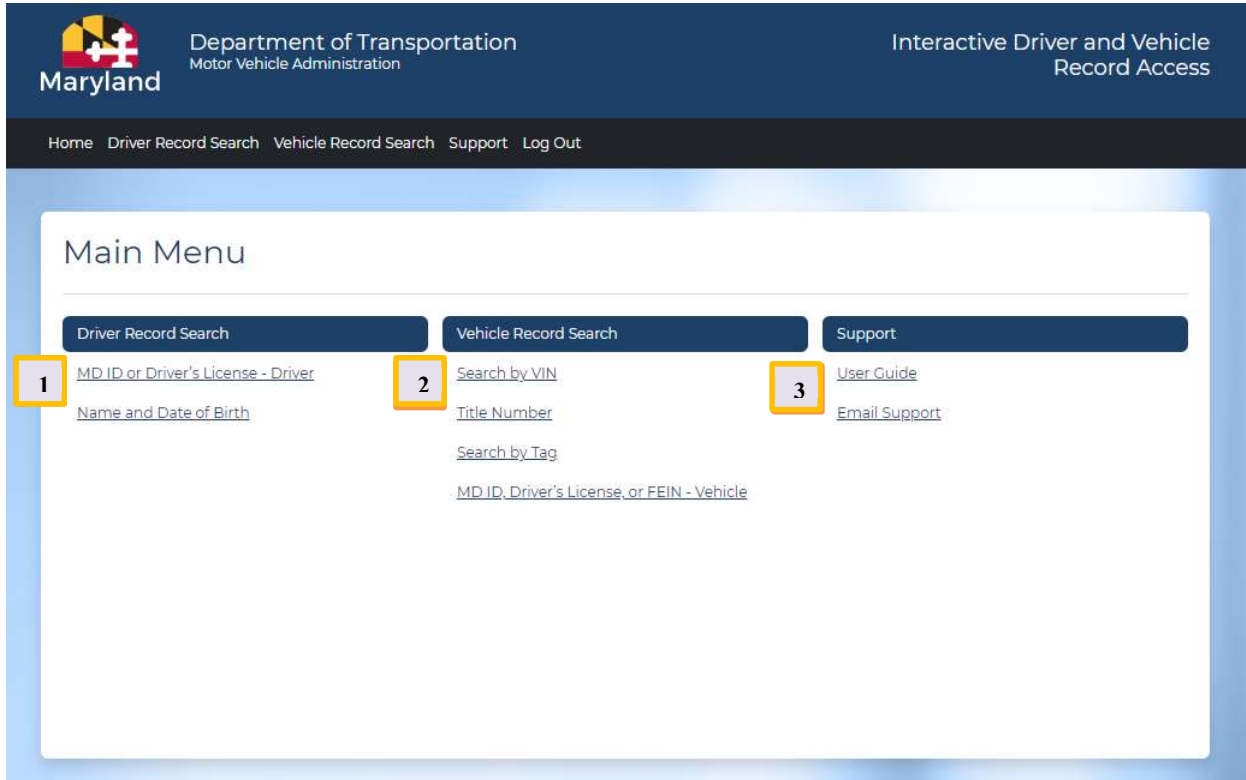 Maryland
Department of Transportation
Motor Vehicle Administration
Interactive Driver and Vehicle
Record Access
Home Driver Record Search Vehicle Record Search Support Log Out
Main Menu
Driver Record Search
1
MD ID or Driver's License - Driver
Name and Date of Birth
Vehicle Record Search
2
Search by VIN
Title Number
Search by Tag
MD ID, Driver's License, or FEIN - Vehicle
Support
3
User Guide
Email Support